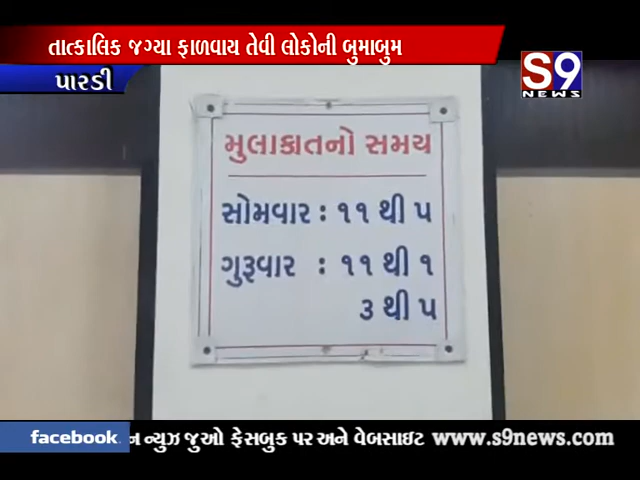 તાત્કાલિક જગ્યા ફાળવાય તેવી લોકોની બુમાબુમ
પારડી
S9
NEWS
મુલાકાતનો સમય
સોમવાર : ૧૧ થી ૫
ગુરૂવાર : ૧૧ થી ૧
૩ થી ૫
facebook
ન ન્યુઝ જુઓ ફેસબુક પર અને વેબસાઇટ www.s9news.com